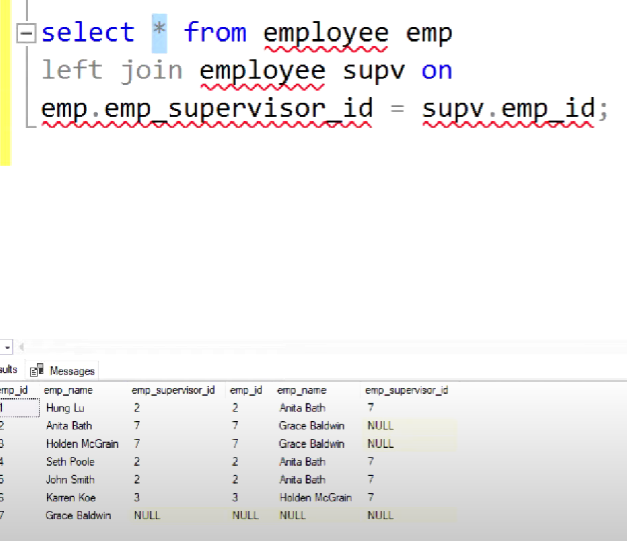 select * from employee emp
left join employee supv on
emp.emp_supervisor_id = supv.emp_id;
Messages
emp_name emp_supervisor_id emp_id emp_name emp_supervisor_id
1 Hung Lu 2 2 Anita Bath 7
2 Anita Bath 7 7 Grace Baldwin NULL
3 Holden McGrain 7 7 Grace Baldwin NULL
4 Seth Poole 2 2 Anita Bath 7
5 John Smith 2 2 Anita Bath 7
6 Karren Koe 3 3 Holden McGrain 7
7 Grace Baldwin NULL NULL NULL NULL